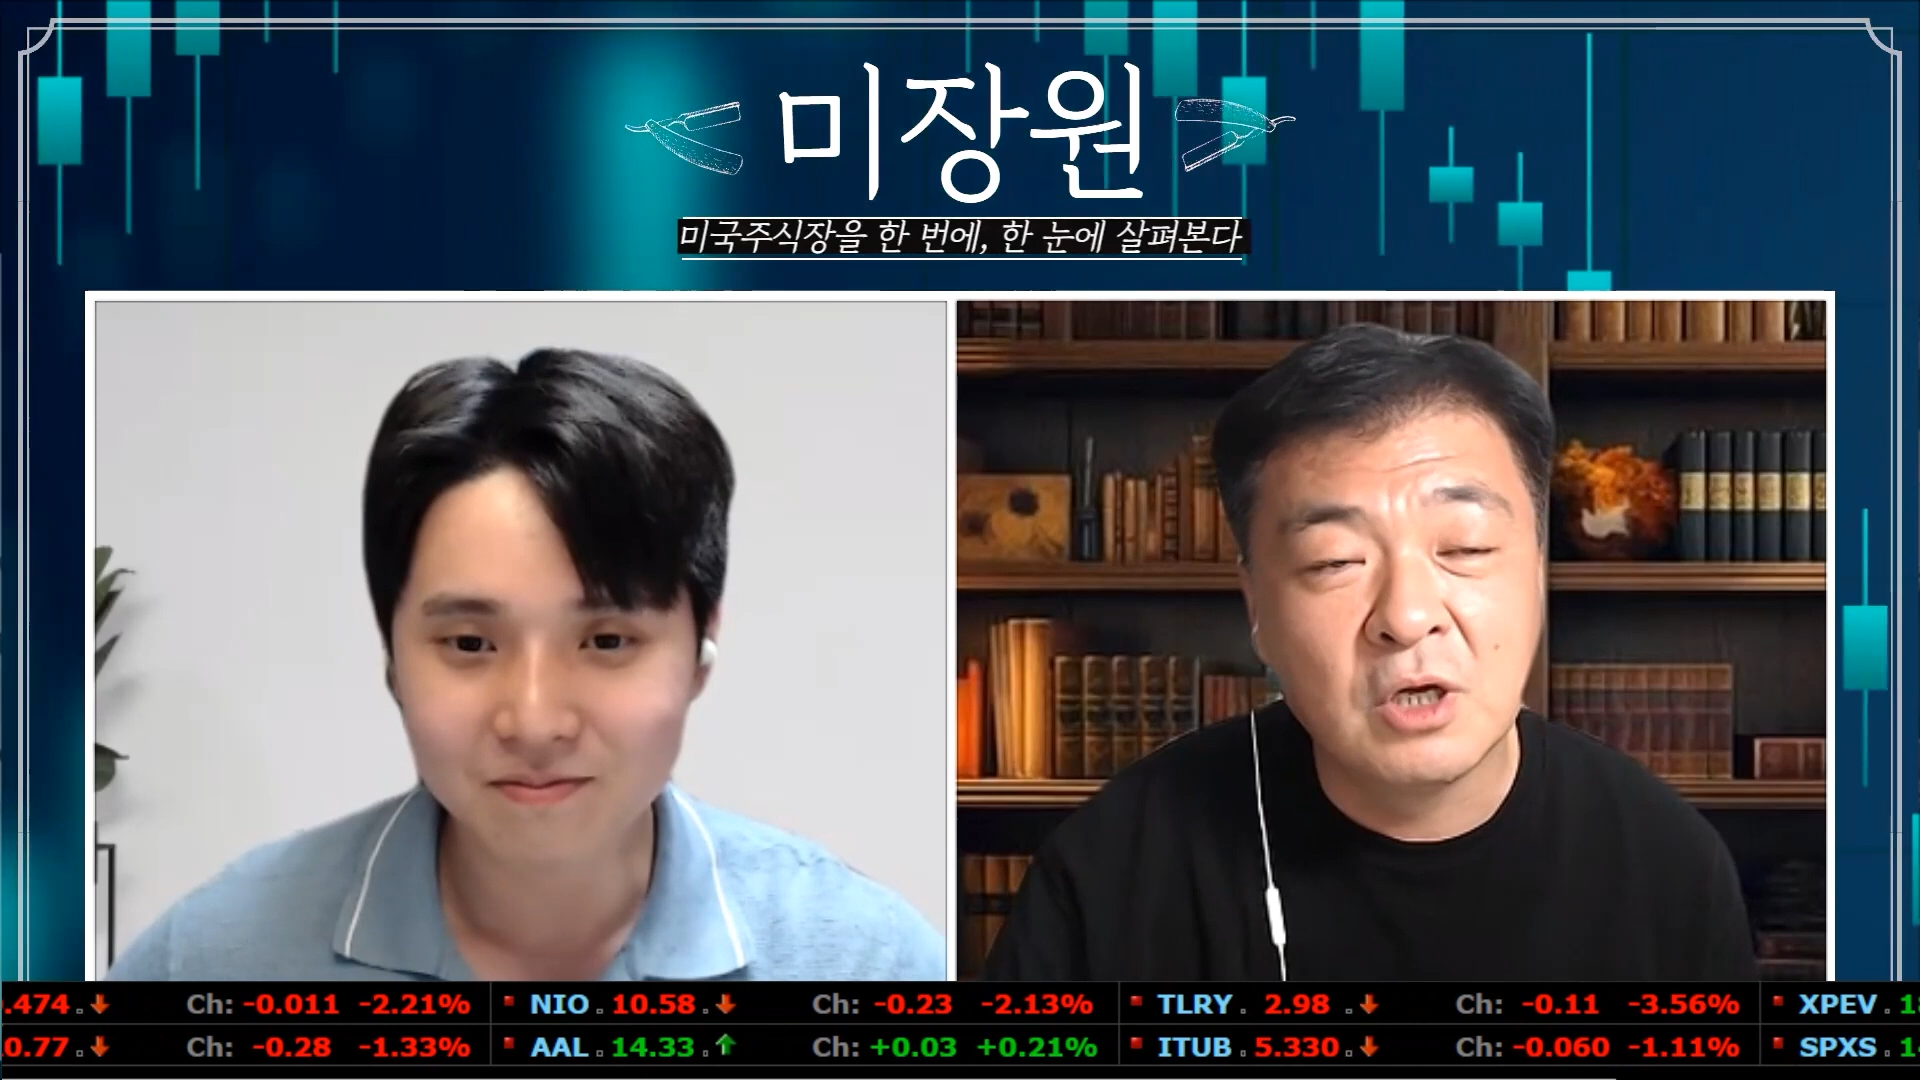 미장원
미국주식장을 한 번에, 한 눈에 살펴본다
.474 Ch: -0.011 -2.21% NIO 10.58 Ch: -0.23 -2.13% TLRY 2.98 Ch: -0.11 -3.56% XPEV
0.77 Ch: -0.28 -1.33% AAL 14.33 Ch: +0.03 +0.21% ITUB 5.330 Ch: -0.060 -1.11% SPXS